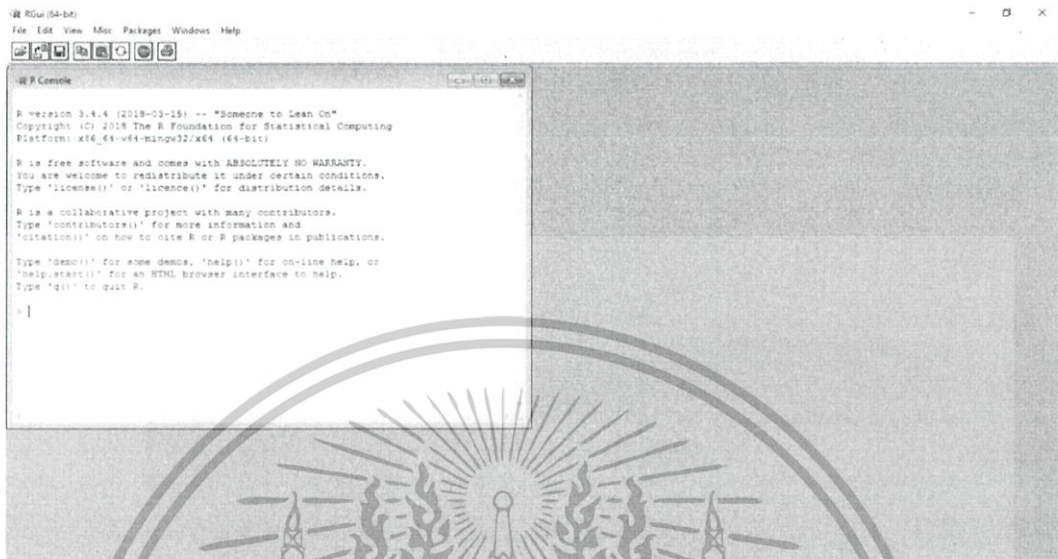 RGui (64-bit)
File Edit View Misc Packages Windows Help
R Console
R version 3.4.4 (2018-03-15) -- "Someone to Lean On"
Copyright (C) 2018 The R Foundation for Statistical Computing
Platform: x86_64-w64-mingw32/x64 (64-bit)
R is free software and comes with ABSOLUTELY NO WARRANTY.
You are welcome to redistribute it under certain conditions.
Type 'license()' or 'licence()' for distribution details.
R is a collaborative project with many contributors.
Type 'contributors()' for more information and
'citation()' on how to cite R or R packages in publications.
Type 'demo()' for some demos, 'help()' for on-line help, or
'help.start()' for an HTML browser interface to help.
Type 'q()' to quit R.
>